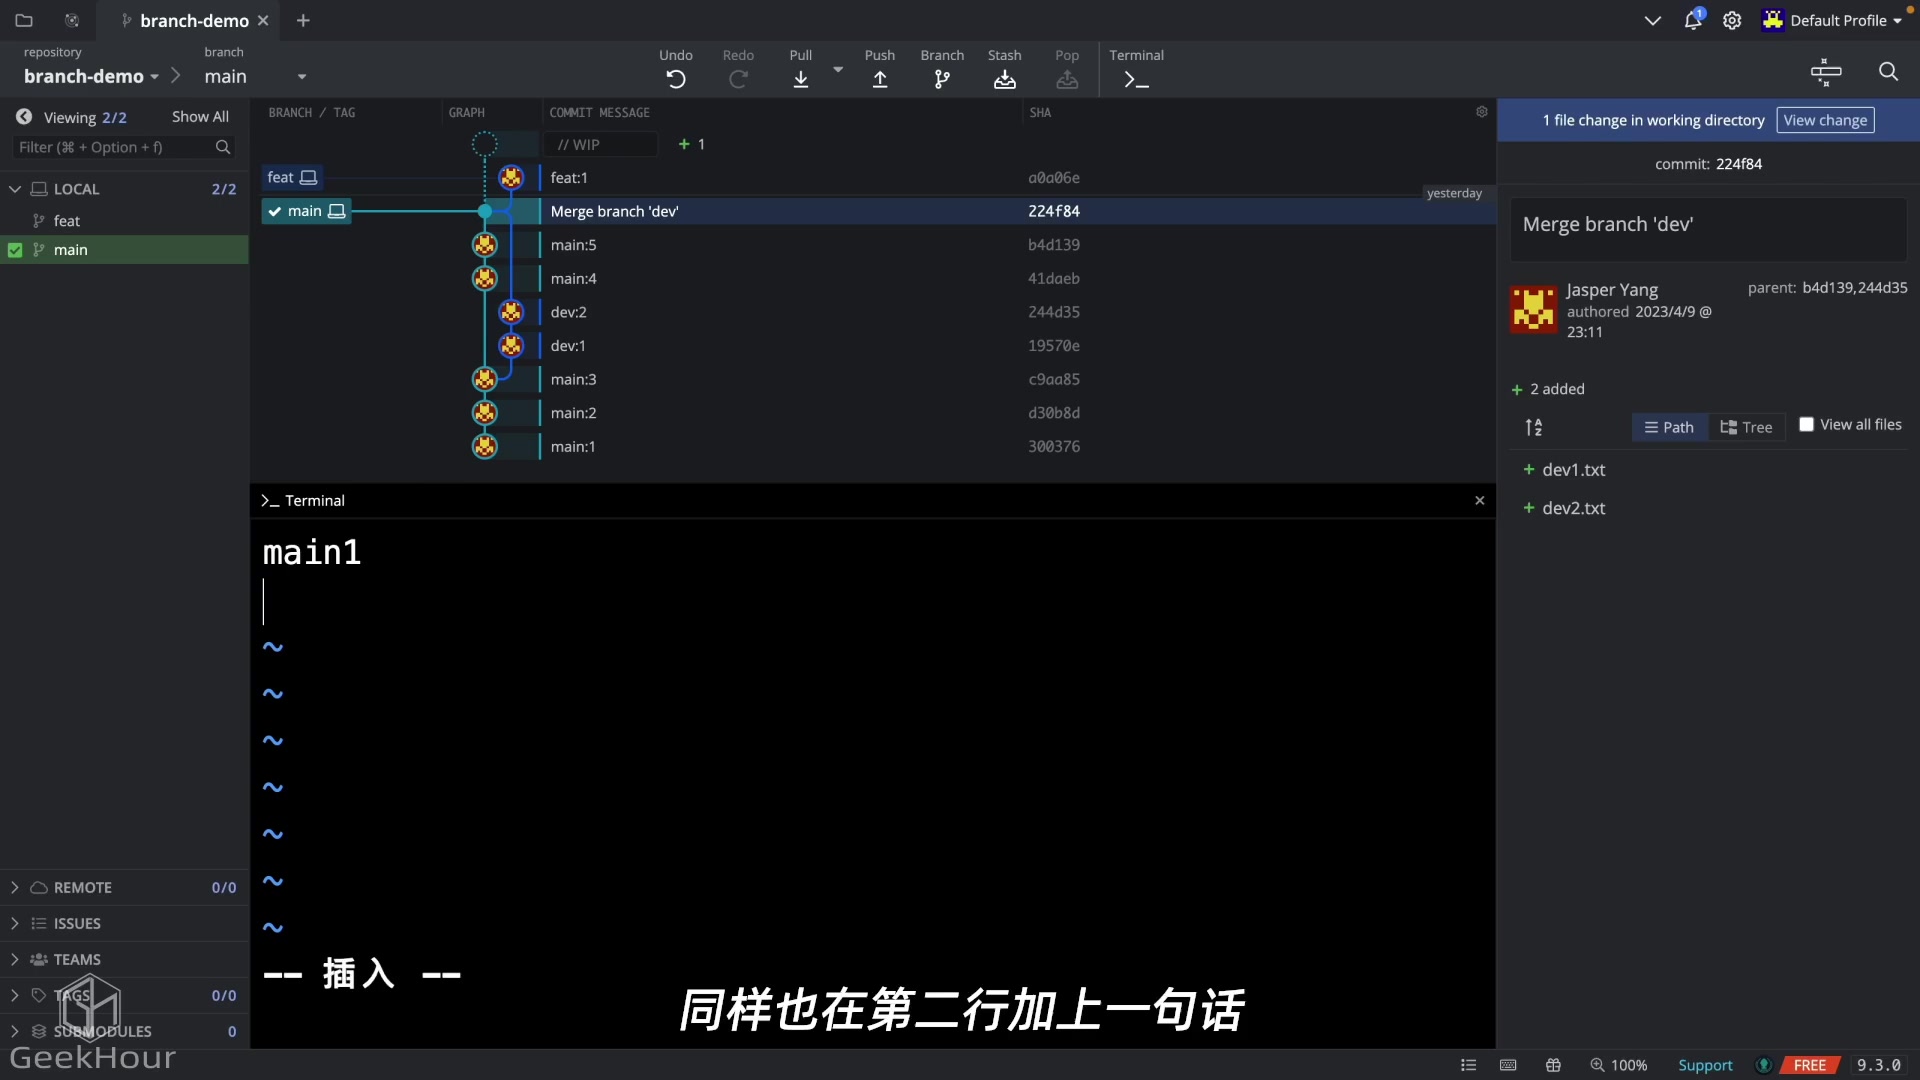 branch-demo
1
Default Profile
repository
branch-demo
branch
main
Undo
Redo
Pull
Push
Branch
Stash
Pop
Terminal
Viewing 2/2
Show All
Filter (⌘ + Option + f)
LOCAL 2/2
feat
main
REMOTE 0/0
ISSUES
TEAMS
TAGS 0/0
SUBMODULES 0
GeekHour
BRANCH / TAG
GRAPH
COMMIT MESSAGE
SHA
// WIP
+ 1
feat
feat:1
a0a06e
yesterday
main
Merge branch 'dev'
224f84
main:5
b4d139
main:4
41daeb
dev:2
244d35
dev:1
19570e
main:3
c9aa85
main:2
d30b8d
main:1
300376
>_ Terminal
main1
~
~
~
~
~
~
~
-- 插入 --
同样也在第二行加上一句话
1 file change in working directory
View change
commit: 224f84
Merge branch 'dev'
Jasper Yang
authored 2023/4/9 @
23:11
parent: b4d139,244d35
+ 2 added
A
Z
Path
Tree
View all files
+ dev1.txt
+ dev2.txt
100%
Support
FREE
9.3.0